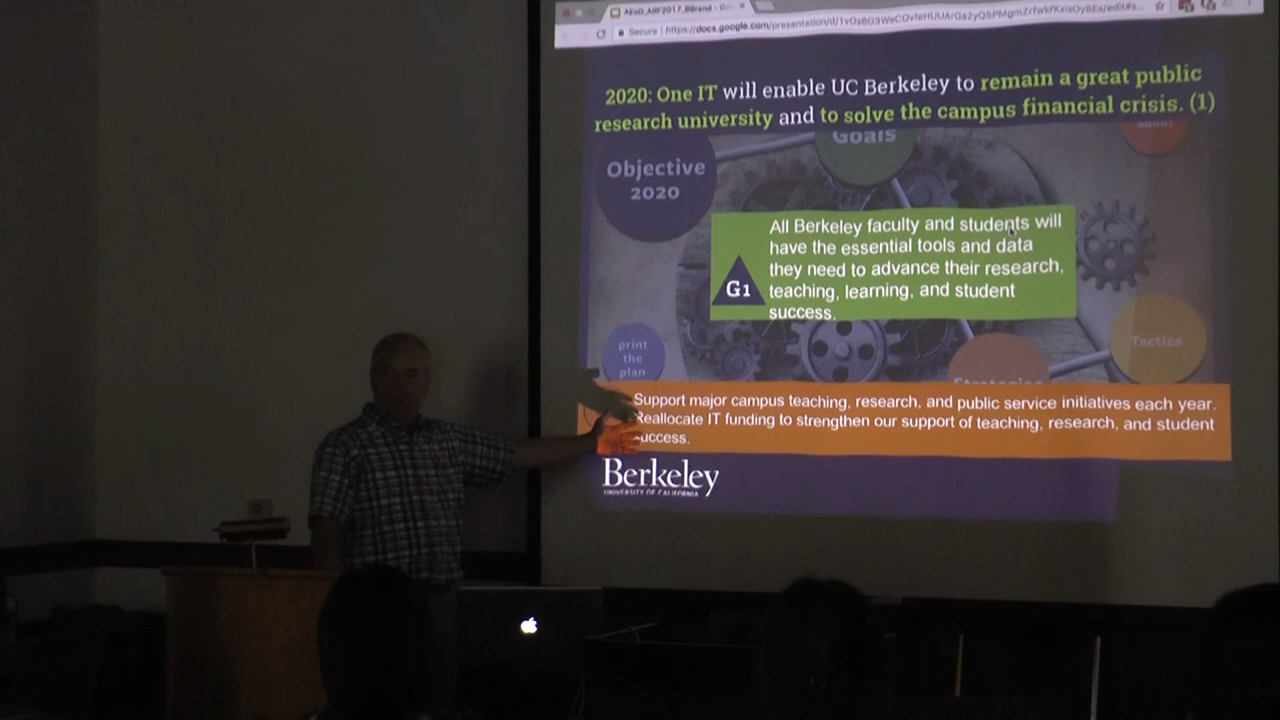 Secure
2020: One IT will enable UC Berkeley to remain a great public
research university and to solve the campus financial crisis. (1)
Goals
about
Objective
2020
All Berkeley faculty and students will
have the essential tools and data
they need to advance their research,
teaching, learning, and student
success.
G1
print
the
plan
Tactics
Strategies
Support major campus teaching, research, and public service initiatives each year.
Reallocate IT funding to strengthen our support of teaching, research, and student
success.
Berkeley
UNIVERSITY OF CALIFORNIA